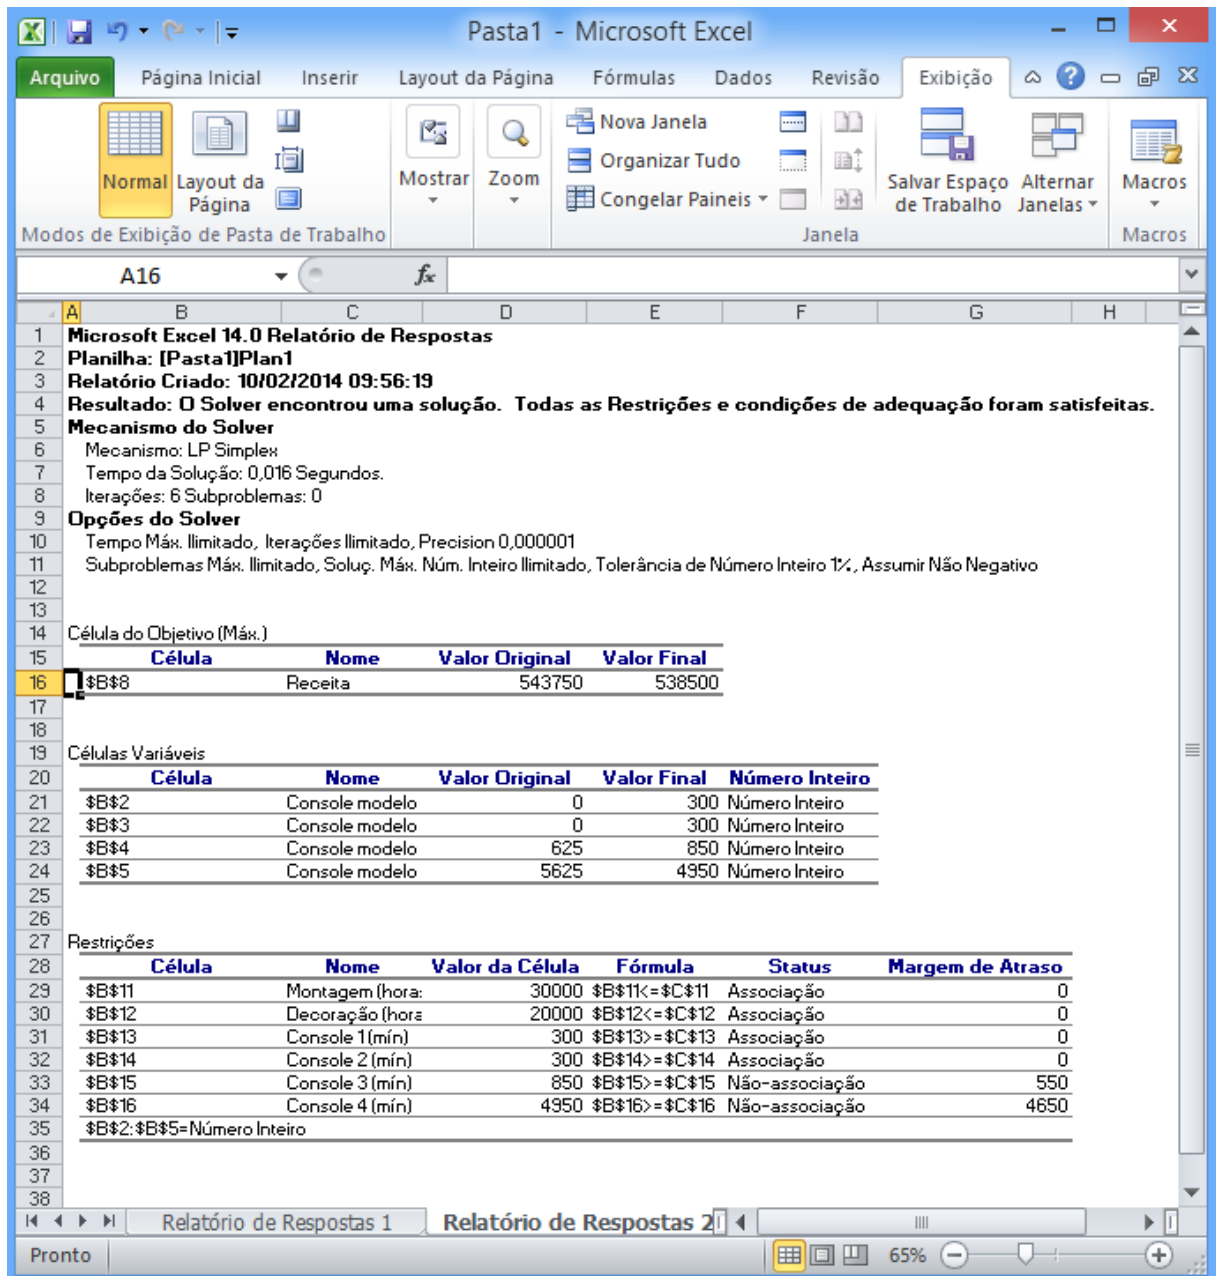 Pasta1 - Microsoft Excel
Arquivo Página Inicial Inserir Layout da Página Fórmulas Dados Revisão Exibição
Normal Layout da Página
Mostrar Zoom
Nova Janela
Organizar Tudo
Congelar Paineis
Salvar Espaço de Trabalho
Alternar Janelas
Macros
Modos de Exibição de Pasta de Trabalho Janela Macros
A16 fx
A B C D E F G H
1 Microsoft Excel 14.0 Relatório de Respostas
2 Planilha: [Pasta1]Plan1
3 Relatório Criado: 10/02/2014 09:56:19
4 Resultado: O Solver encontrou uma solução. Todas as Restrições e condições de adequação foram satisfeitas.
5 Mecanismo do Solver
6 Mecanismo: LP Simplex
7 Tempo da Solução: 0,016 Segundos.
8 Iterações: 6 Subproblemas: 0
9 Opções do Solver
10 Tempo Máx. Ilimitado, Iterações Ilimitado, Precision 0,000001
11 Subproblemas Máx. Ilimitado, Soluç. Máx. Núm. Inteiro Ilimitado, Tolerância de Número Inteiro 1%, Assumir Não Negativo
12
13
14 Célula do Objetivo (Máx.)
15 Célula Nome Valor Original Valor Final
16 $B$8 Receita 543750 538500
17
18
19 Células Variáveis
20 Célula Nome Valor Original Valor Final Número Inteiro
21 $B$2 Console modelo 0 300 Número Inteiro
22 $B$3 Console modelo 0 300 Número Inteiro
23 $B$4 Console modelo 625 850 Número Inteiro
24 $B$5 Console modelo 5625 4950 Número Inteiro
25
26
27 Restrições
28 Célula Nome Valor da Célula Fórmula Status Margem de Atraso
29 $B$11 Montagem (hora: 30000 $B$11<=$C$11 Associação 0
30 $B$12 Decoração (hora 20000 $B$12<=$C$12 Associação 0
31 $B$13 Console 1 (mín) 300 $B$13>=$C$13 Associação 0
32 $B$14 Console 2 (mín) 300 $B$14>=$C$14 Associação 0
33 $B$15 Console 3 (mín) 850 $B$15>=$C$15 Não-associação 550
34 $B$16 Console 4 (mín) 4950 $B$16>=$C$16 Não-associação 4650
35 $B$2:$B$5=Número Inteiro
36
37
38
Relatório de Respostas 1 Relatório de Respostas 2
Pronto 65%